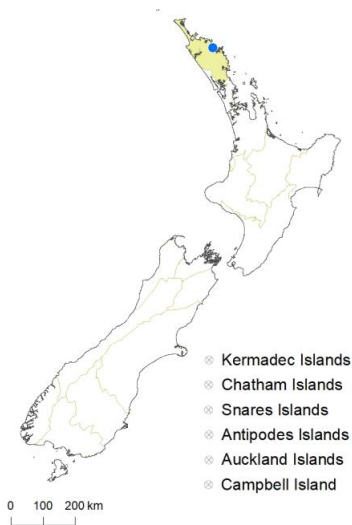 Kermadec Islands
Chatham Islands
Snares Islands
Antipodes Islands
Auckland Islands
Campbell Island
0 100 200 km